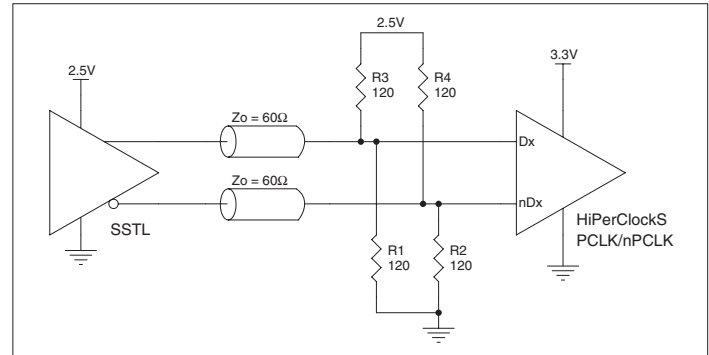 2.5V
2.5V
3.3V
R3
120
R4
120
Zo = 60Ω
Dx
Zo = 60Ω
nDx
SSTL
HiPerClockS
PCLK/nPCLK
R1
120
R2
120